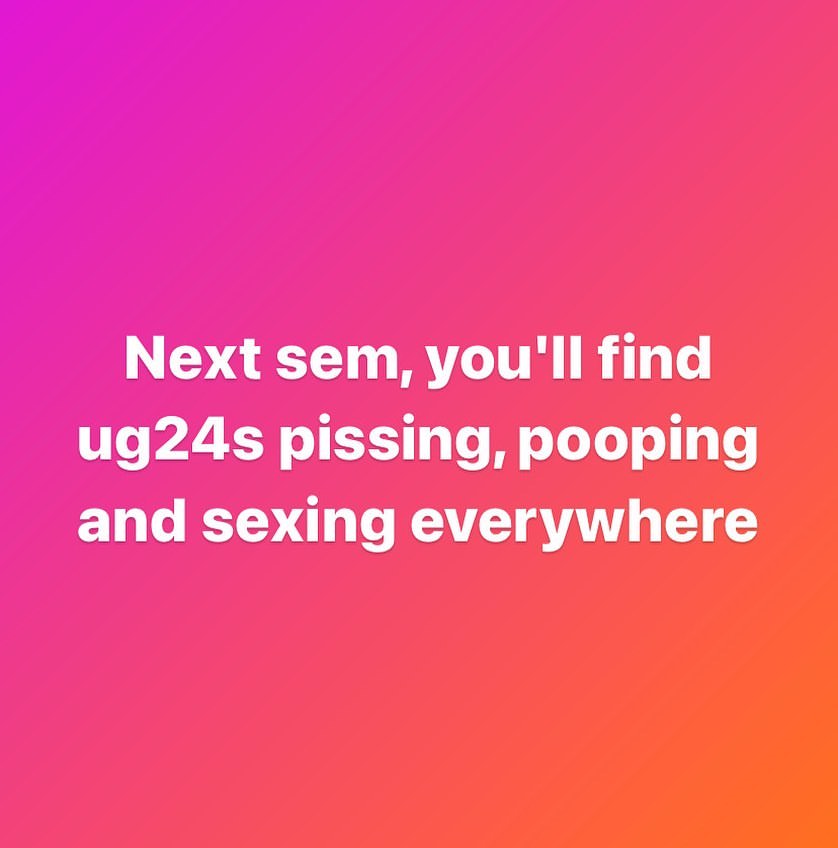 Next sem, you'll find
ug24s pissing, pooping
and sexing everywhere